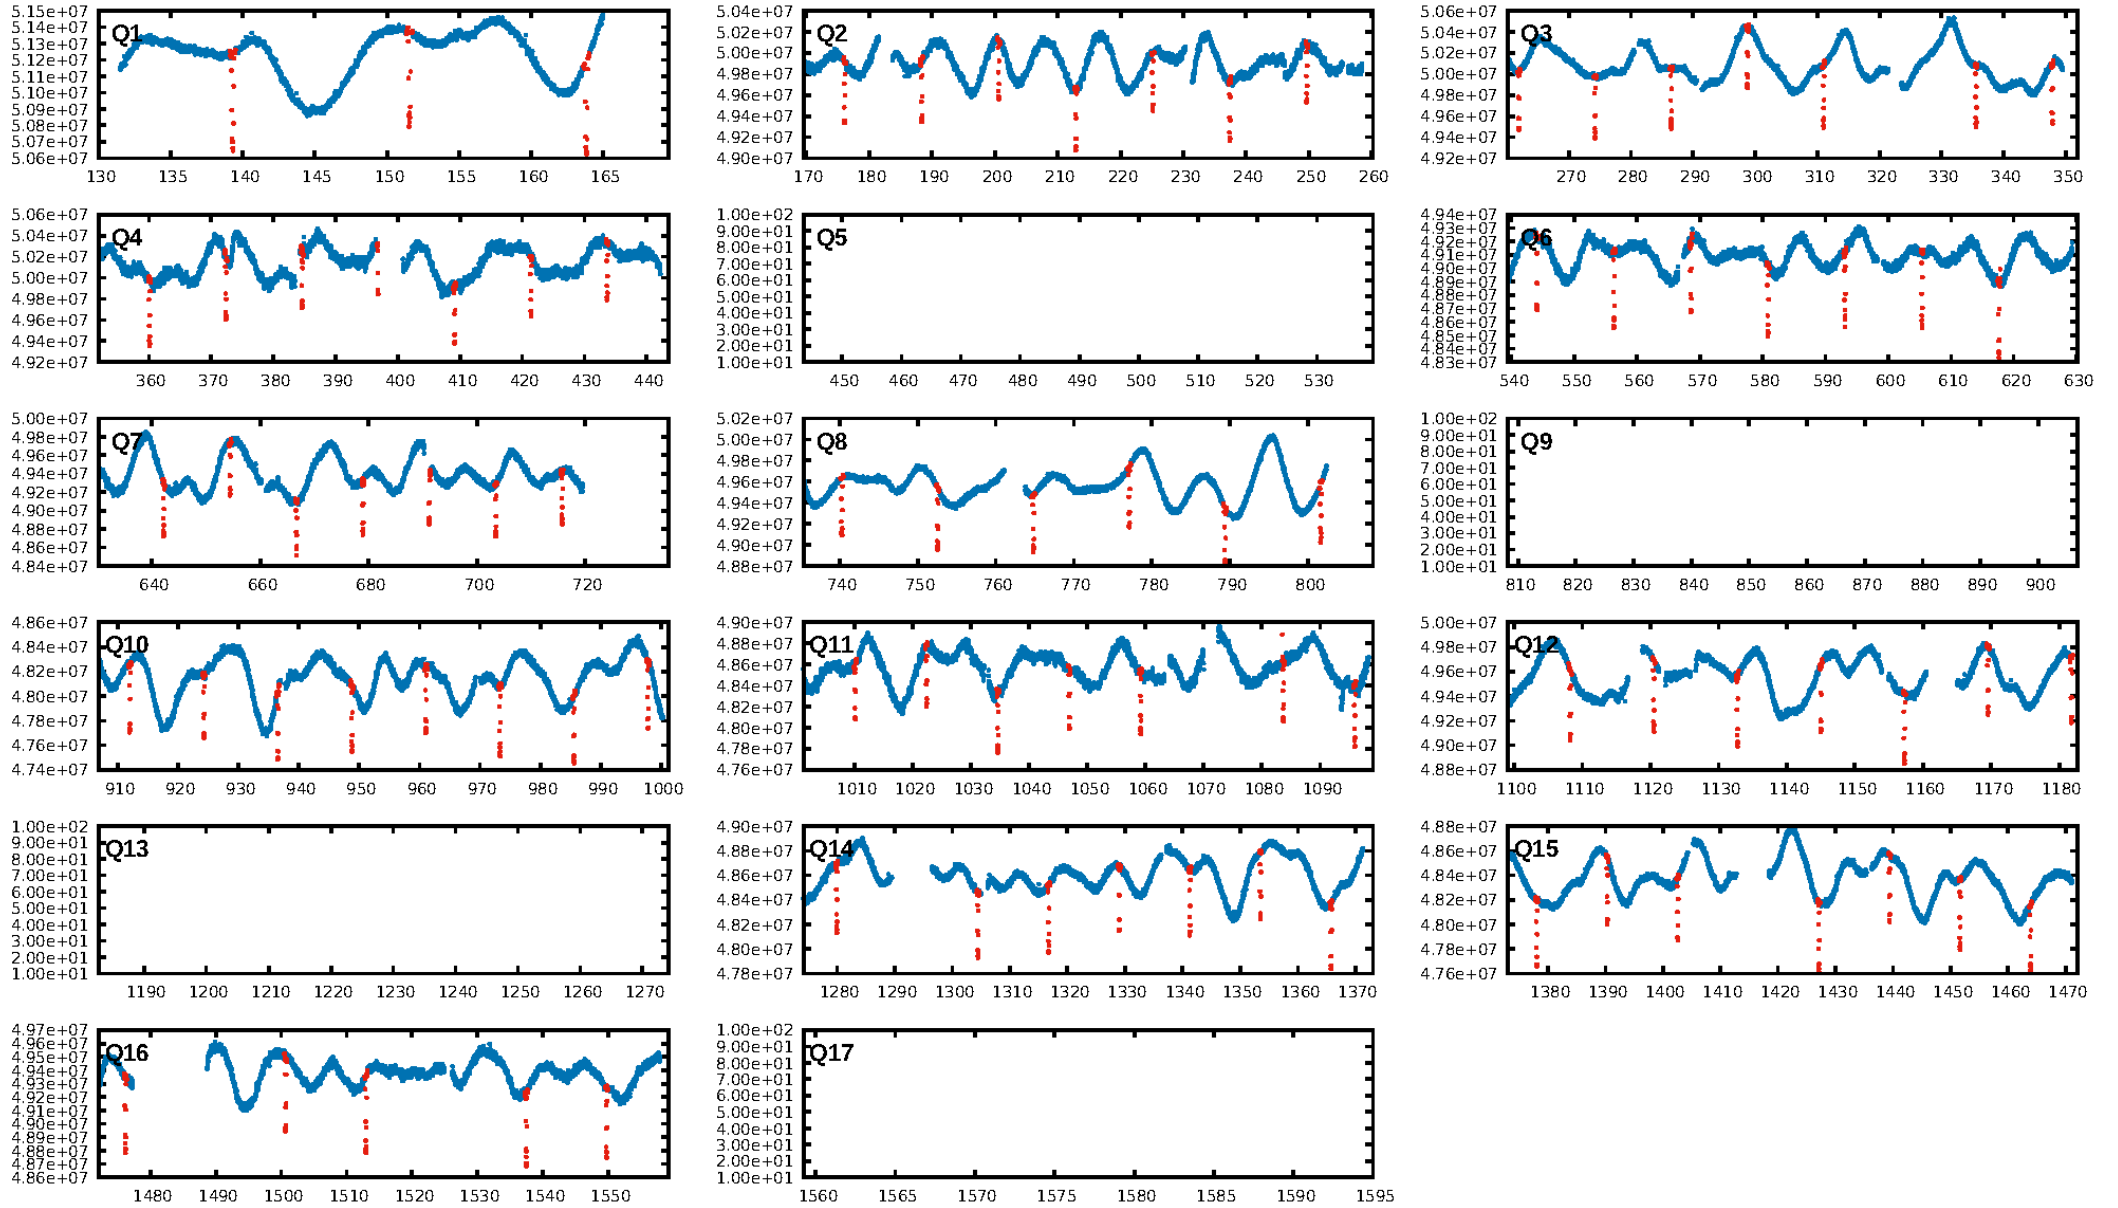 Q1
5.15e+07
5.14e+07
5.13e+07
5.12e+07
5.11e+07
5.10e+07
5.09e+07
5.08e+07
5.07e+07
5.06e+07
130 135 140 145 150 155 160 165
Q2
5.04e+07
5.02e+07
5.00e+07
4.98e+07
4.96e+07
4.94e+07
4.92e+07
4.90e+07
170 180 190 200 210 220 230 240 250 260
Q3
5.06e+07
5.04e+07
5.02e+07
5.00e+07
4.98e+07
4.96e+07
4.94e+07
4.92e+07
270 280 290 300 310 320 330 340 350
Q4
5.06e+07
5.04e+07
5.02e+07
5.00e+07
4.98e+07
4.96e+07
4.94e+07
4.92e+07
360 370 380 390 400 410 420 430 440
Q5
1.00e+02
9.00e+01
8.00e+01
7.00e+01
6.00e+01
5.00e+01
4.00e+01
3.00e+01
2.00e+01
1.00e+01
450 460 470 480 490 500 510 520 530
Q6
4.94e+07
4.93e+07
4.92e+07
4.91e+07
4.90e+07
4.89e+07
4.88e+07
4.87e+07
4.86e+07
4.85e+07
4.84e+07
4.83e+07
540 550 560 570 580 590 600 610 620 630
Q7
5.00e+07
4.98e+07
4.96e+07
4.94e+07
4.92e+07
4.90e+07
4.88e+07
4.86e+07
4.84e+07
640 660 680 700 720
Q8
5.02e+07
5.00e+07
4.98e+07
4.96e+07
4.94e+07
4.92e+07
4.90e+07
4.88e+07
740 750 760 770 780 790 800
Q9
1.00e+02
9.00e+01
8.00e+01
7.00e+01
6.00e+01
5.00e+01
4.00e+01
3.00e+01
2.00e+01
1.00e+01
810 820 830 840 850 860 870 880 890 900
Q10
4.86e+07
4.84e+07
4.82e+07
4.80e+07
4.78e+07
4.76e+07
4.74e+07
910 920 930 940 950 960 970 980 990 1000
Q11
4.90e+07
4.88e+07
4.86e+07
4.84e+07
4.82e+07
4.80e+07
4.78e+07
4.76e+07
1010 1020 1030 1040 1050 1060 1070 1080 1090
Q12
5.00e+07
4.98e+07
4.96e+07
4.94e+07
4.92e+07
4.90e+07
4.88e+07
1100 1110 1120 1130 1140 1150 1160 1170 1180
Q13
1.00e+02
9.00e+01
8.00e+01
7.00e+01
6.00e+01
5.00e+01
4.00e+01
3.00e+01
2.00e+01
1.00e+01
1190 1200 1210 1220 1230 1240 1250 1260 1270
Q14
4.90e+07
4.88e+07
4.86e+07
4.84e+07
4.82e+07
4.80e+07
4.78e+07
1280 1290 1300 1310 1320 1330 1340 1350 1360 1370
Q15
4.88e+07
4.86e+07
4.84e+07
4.82e+07
4.80e+07
4.78e+07
4.76e+07
1380 1390 1400 1410 1420 1430 1440 1450 1460 1470
Q16
4.97e+07
4.96e+07
4.95e+07
4.94e+07
4.93e+07
4.92e+07
4.91e+07
4.90e+07
4.89e+07
4.88e+07
4.87e+07
4.86e+07
1480 1490 1500 1510 1520 1530 1540 1550
Q17
1.00e+02
9.00e+01
8.00e+01
7.00e+01
6.00e+01
5.00e+01
4.00e+01
3.00e+01
2.00e+01
1.00e+01
1560 1565 1570 1575 1580 1585 1590 1595